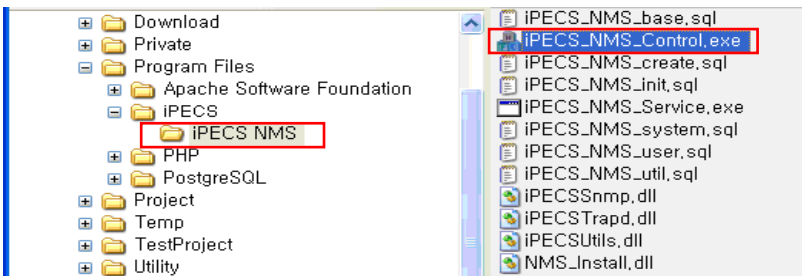 Download
Private
Program Files
Apache Software Foundation
iPECS
iPECS NMS
PHP
PostgreSQL
Project
Temp
TestProject
Utility
iPECS_NMS_base.sql
iPECS_NMS_Control.exe
iPECS_NMS_create.sql
iPECS_NMS_init.sql
iPECS_NMS_Service.exe
iPECS_NMS_system.sql
iPECS_NMS_user.sql
iPECS_NMS_util.sql
iPECSSnmp.dll
iPECSTrapd.dll
iPECSUtils.dll
NMS_Install.dll